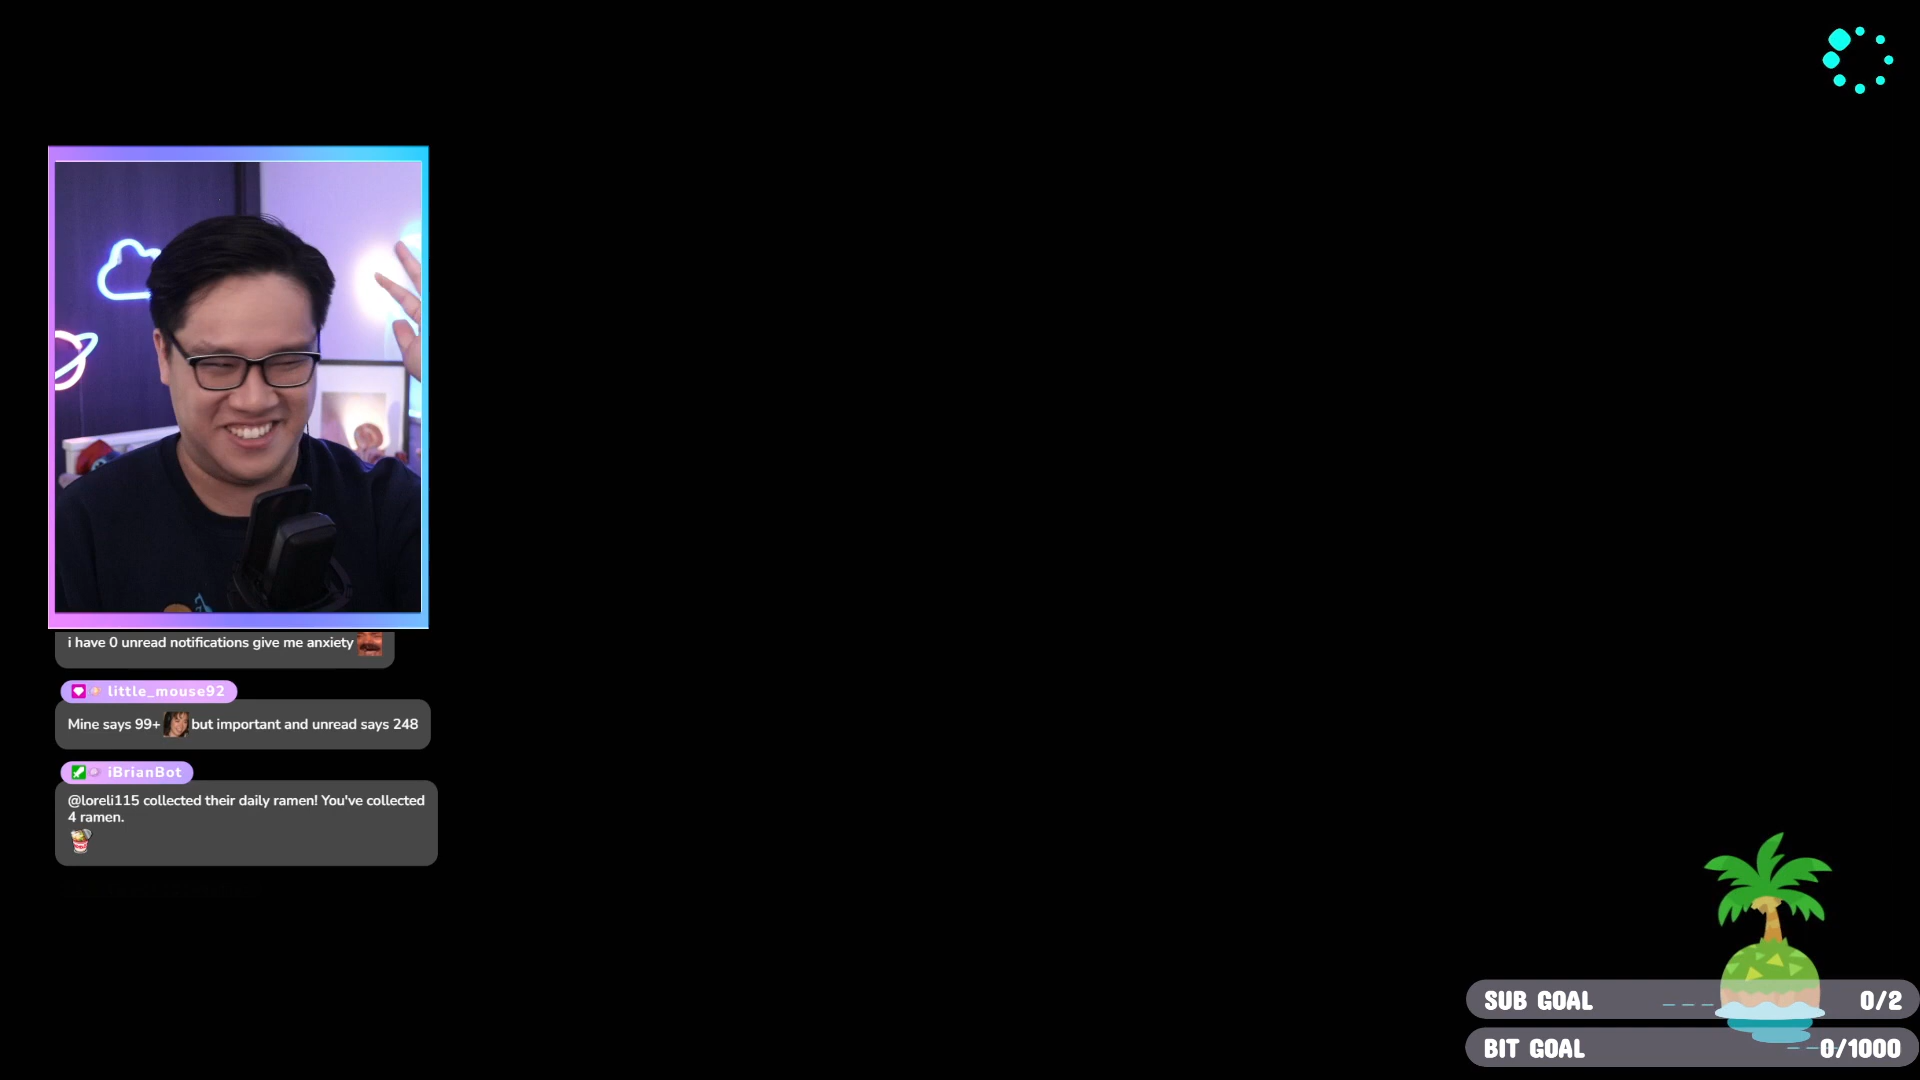 i have 0 unread notifications give me anxiety
little_mouse92
Mine says 99+ but important and unread says 248
iBrianBot
@loreli115 collected their daily ramen! You've collected
4 ramen.
SUB GOAL 0/2
BIT GOAL 0/1000